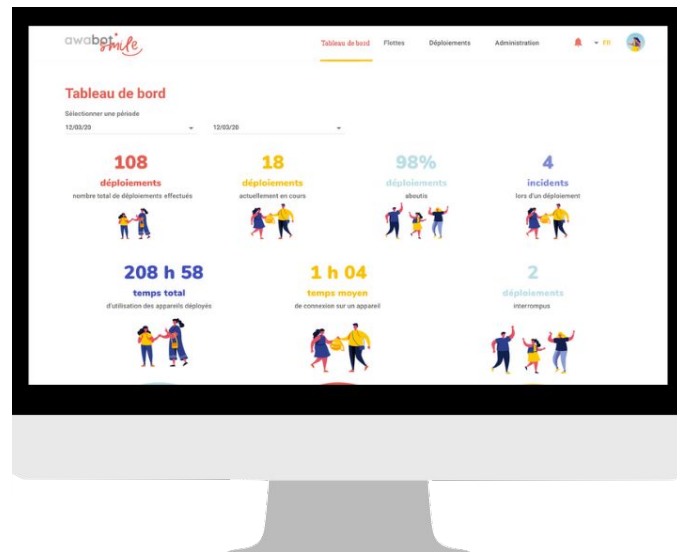 awabot smile
Tableau de bord Flottes Déploiements Administration FR
Tableau de bord
Sélectionner une période
12/03/20 12/03/20
108 18 98% 4
déploiements déploiements déploiements incidents
nombre total de déploiements effectués actuellement en cours aboutis lors d'un déploiement
208 h 58 1 h 04 2
temps total temps moyen déploiements
d'utilisation des appareils déployés de connexion sur un appareil interrompus